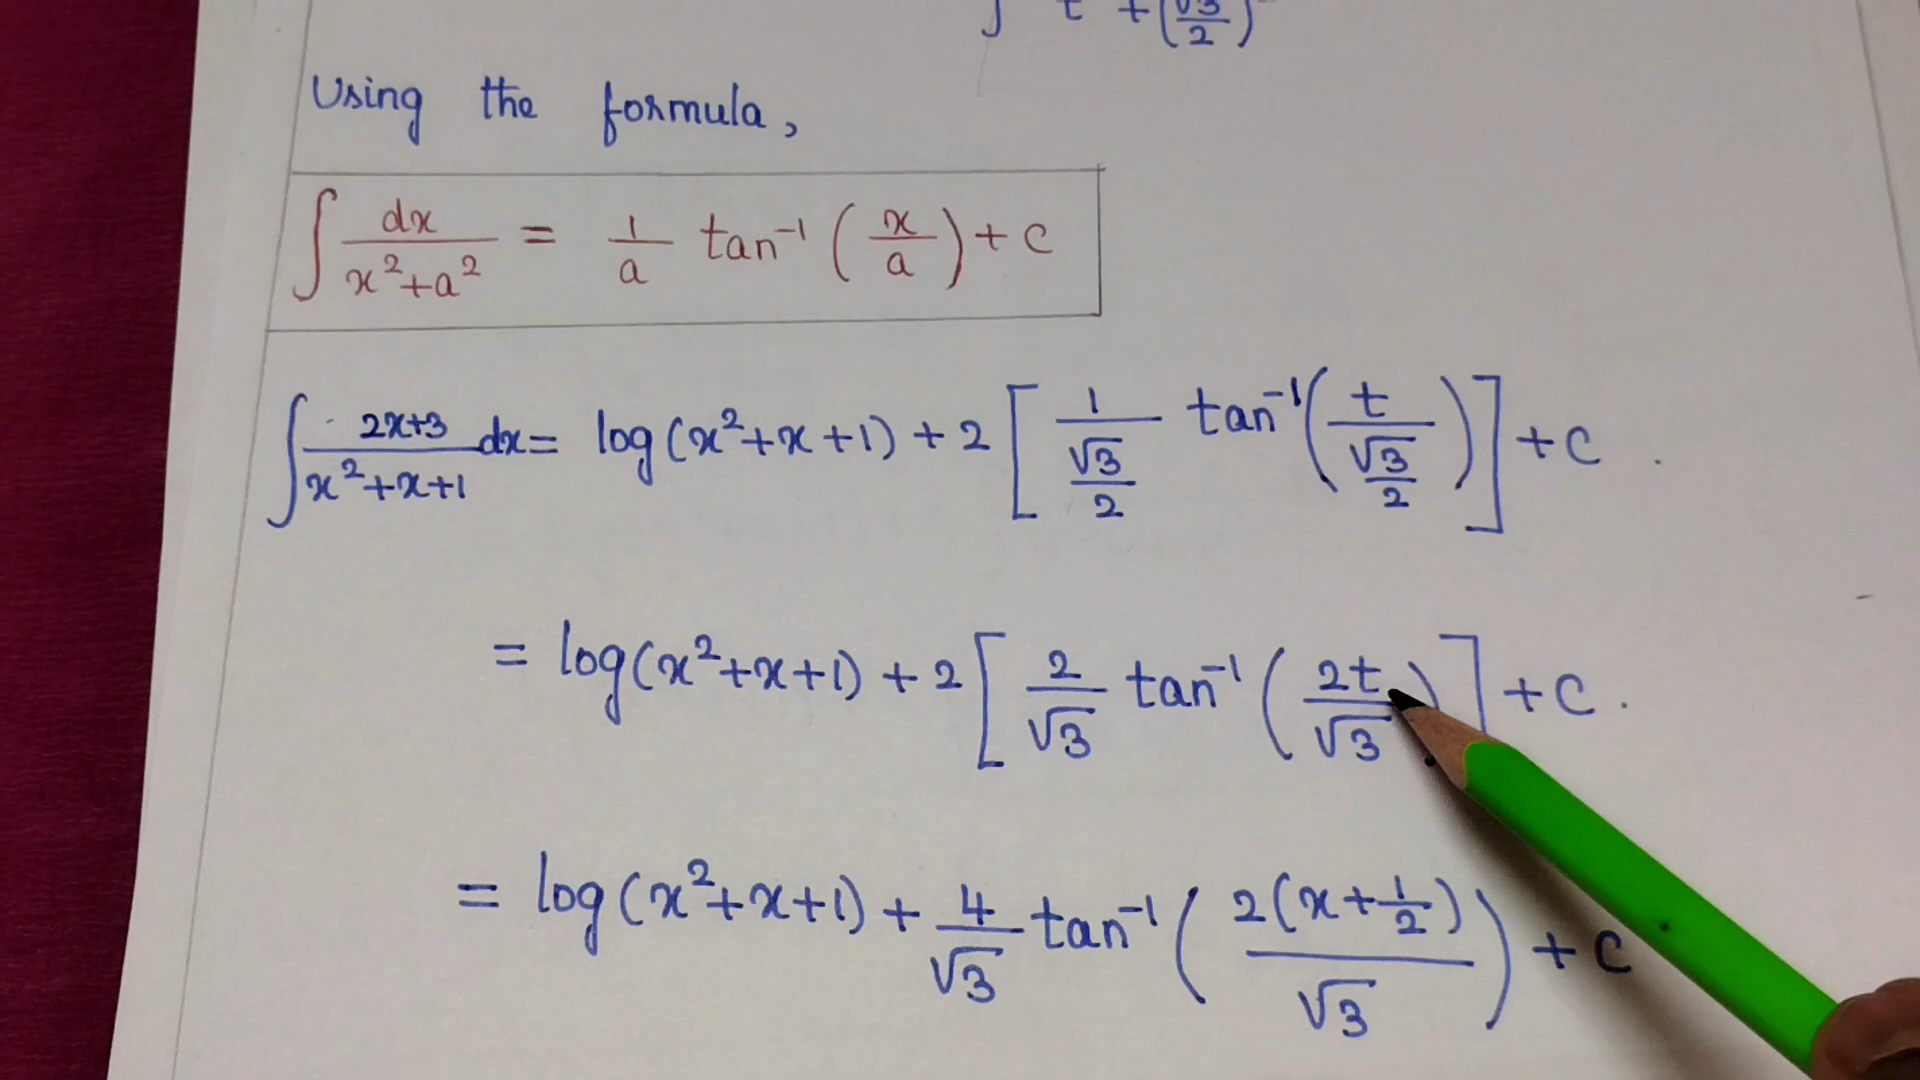 ∫ t + (√3/2)
Using the formula,
∫ dx/(x²+a²) = 1/a tan⁻¹(x/a) + c
∫ (2x+3)/(x²+x+1) dx = log(x²+x+1) + 2[1/(√3/2) tan⁻¹(t/(√3/2))] + c.
= log(x²+x+1) + 2[2/√3 tan⁻¹(2t/√3)] + c.
= log(x²+x+1) + 4/√3 tan⁻¹(2(x+1/2)/√3) + c